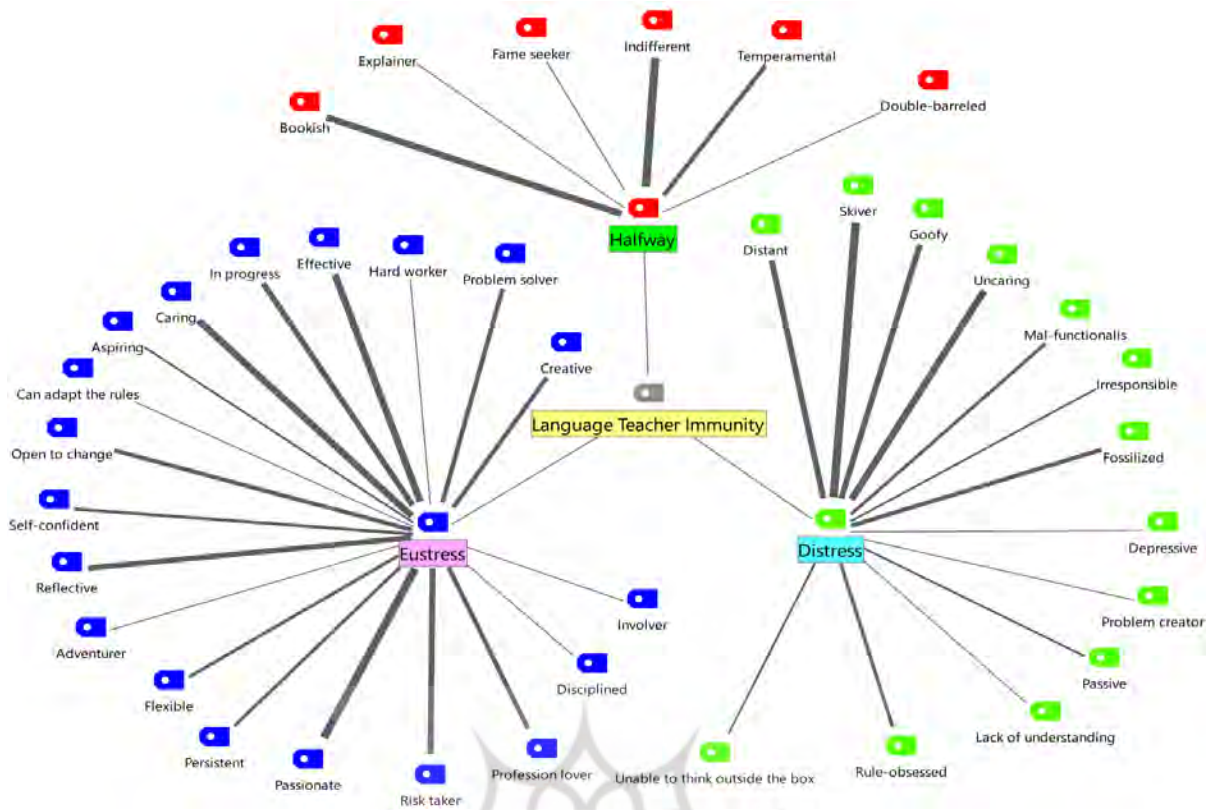 Indifferent
Fame seeker
Temperamental
Explainer
Double-barreled
Bookish
Halfway
Skiver
Distant
Goofy
Uncaring
In progress
Effective
Hard worker
Problem solver
Caring
Mal-functionalis
Aspiring
Creative
Irresponsible
Can adapt the rules
Language Teacher Immunity
Open to change
Fossilized
Self-confident
Eustress
Distress
Depressive
Reflective
Involver
Problem creator
Adventurer
Disciplined
Passive
Flexible
Lack of understanding
Persistent
Passionate
Risk taker
Profession lover
Unable to think outside the box
Rule-obsessed